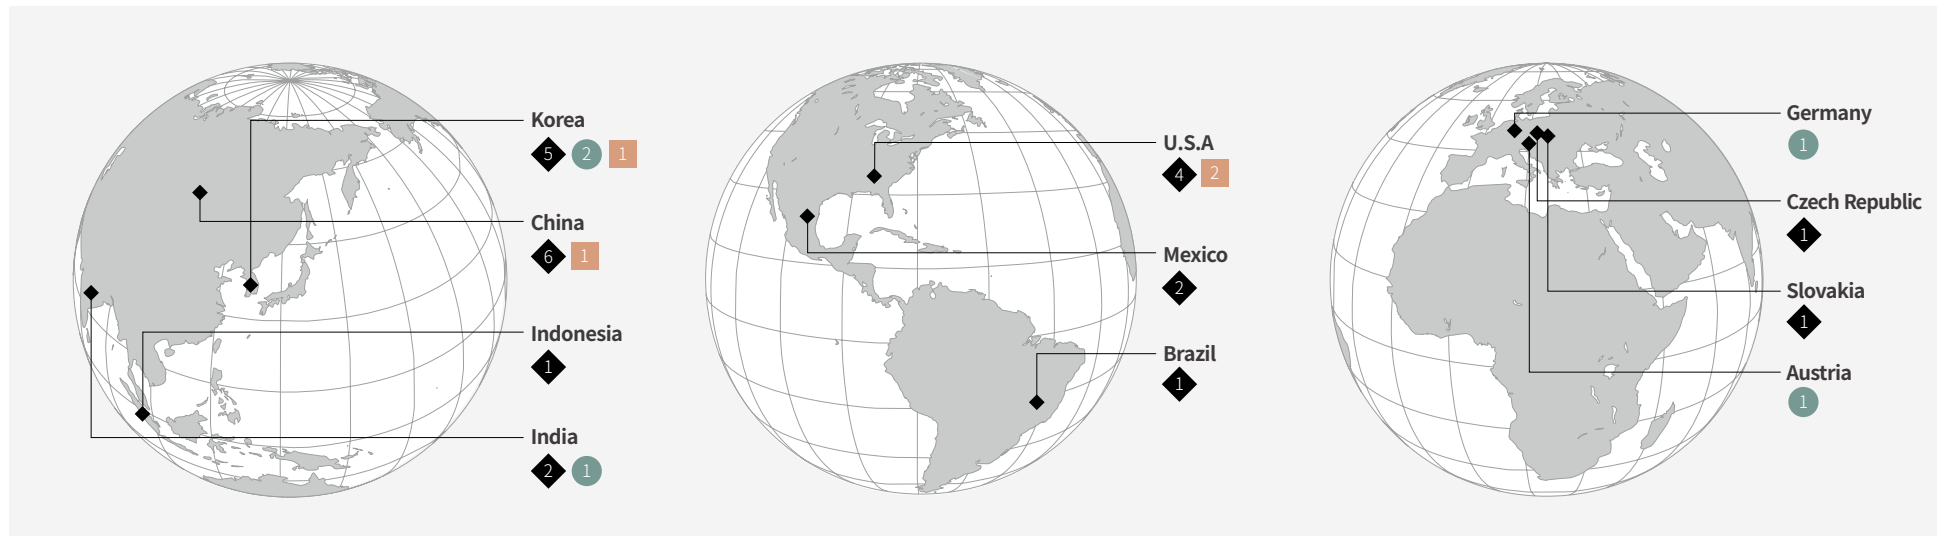 Korea
5 2 1
China
6 1
Indonesia
1
India
2 1
U.S.A
4 2
Mexico
2
Brazil
1
Germany
1
Czech Republic
1
Slovakia
1
Austria
1